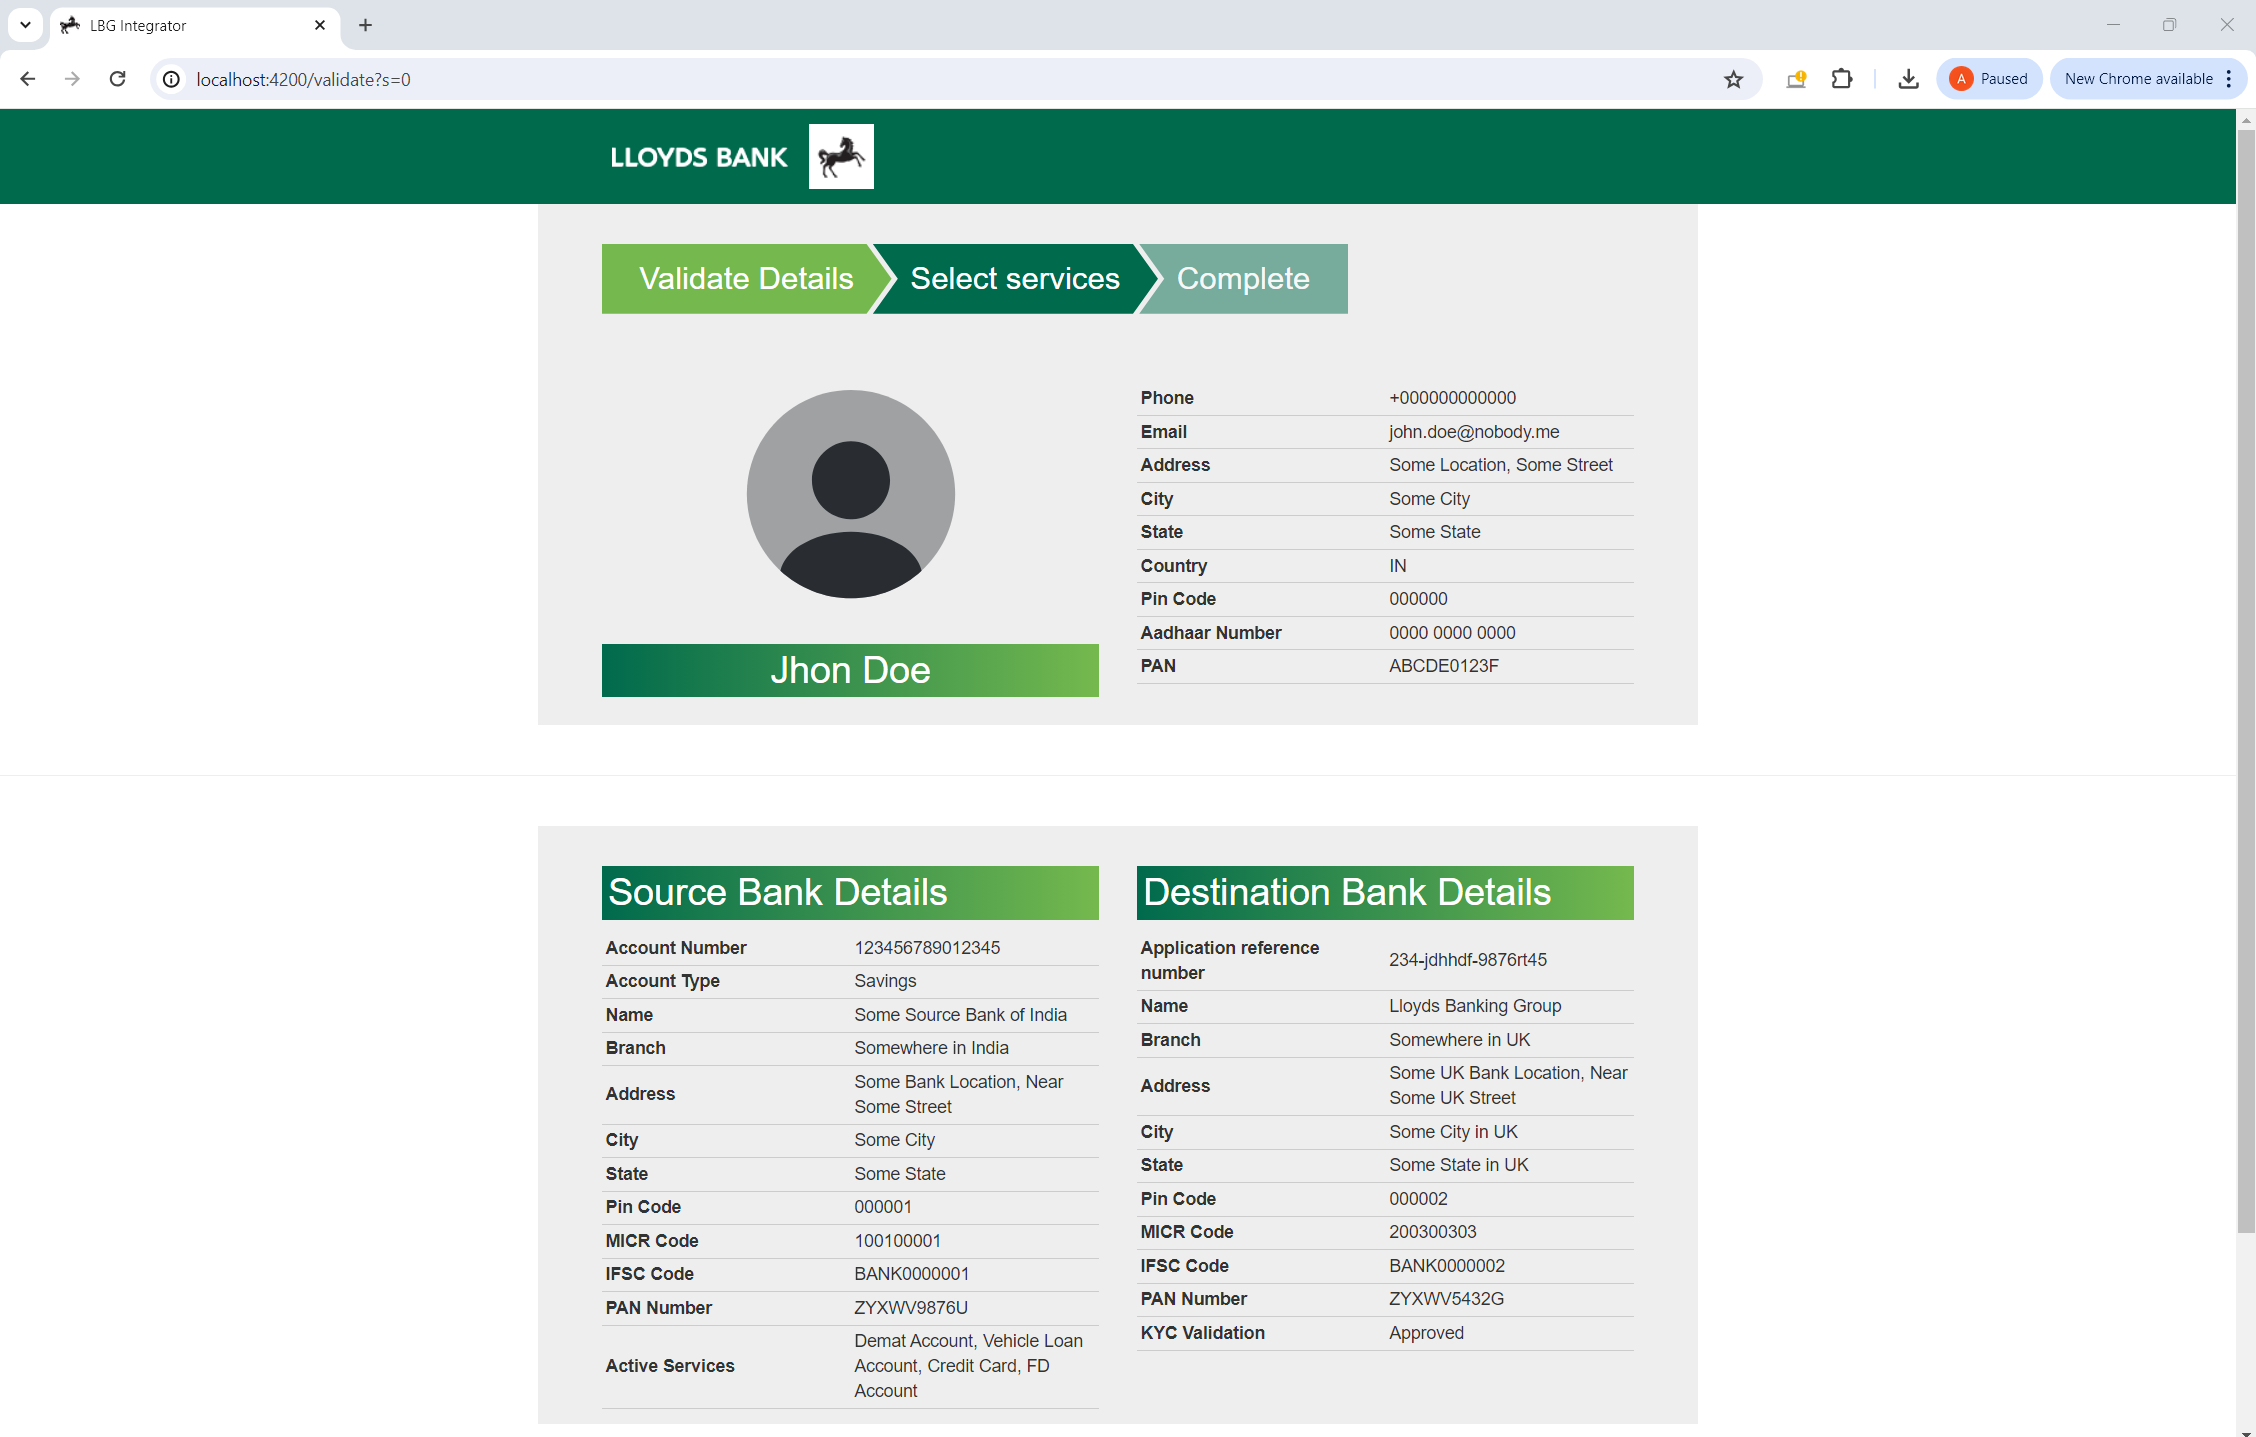 LBG Integrator
localhost:4200/validate?s=0
A Paused
New Chrome available
LLOYDS BANK
Validate Details
Select services
Complete
Phone +000000000000
Email john.doe@nobody.me
Address Some Location, Some Street
City Some City
State Some State
Country IN
Pin Code 000000
Aadhaar Number 0000 0000 0000
PAN ABCDE0123F
Jhon Doe
Source Bank Details
Account Number 123456789012345
Account Type Savings
Name Some Source Bank of India
Branch Somewhere in India
Address Some Bank Location, Near
Some Street
City Some City
State Some State
Pin Code 000001
MICR Code 100100001
IFSC Code BANK0000001
PAN Number ZYXWV9876U
Active Services Demat Account, Vehicle Loan
Account, Credit Card, FD
Account
Destination Bank Details
Application reference
number 234-jdhhdf-9876rt45
Name Lloyds Banking Group
Branch Somewhere in UK
Address Some UK Bank Location, Near
Some UK Street
City Some City in UK
State Some State in UK
Pin Code 000002
MICR Code 200300303
IFSC Code BANK0000002
PAN Number ZYXWV5432G
KYC Validation Approved